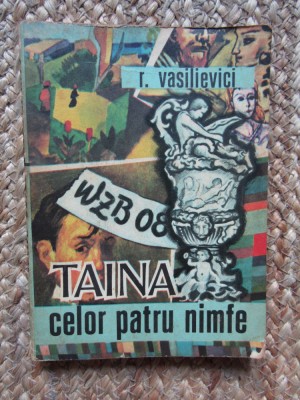 r. vasilievici
WZB 08
TAINA
celor patru nimfe